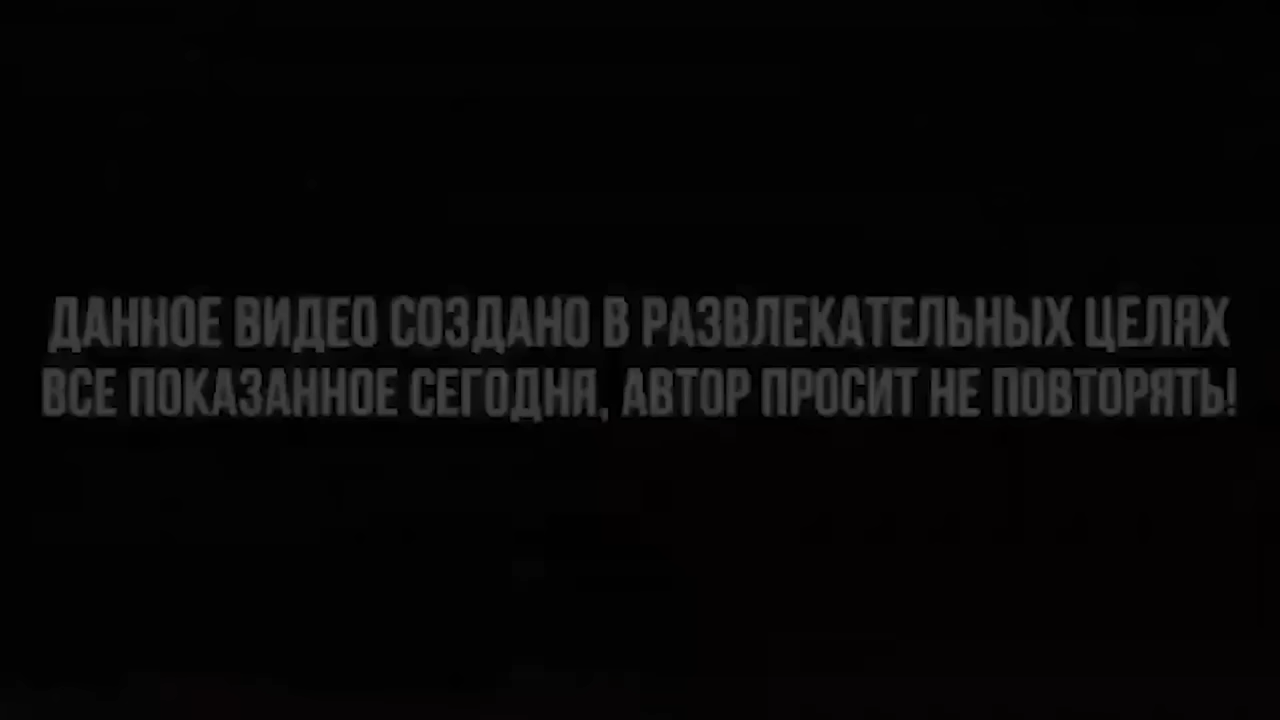 ДАННОЕ ВИДЕО СОЗДАНО В РАЗВЛЕКАТЕЛЬНЫХ ЦЕЛЯХ
ВСЕ ПОКАЗАННОЕ СЕГОДНЯ, АВТОР ПРОСИТ НЕ ПОВТОРЯТЬ!